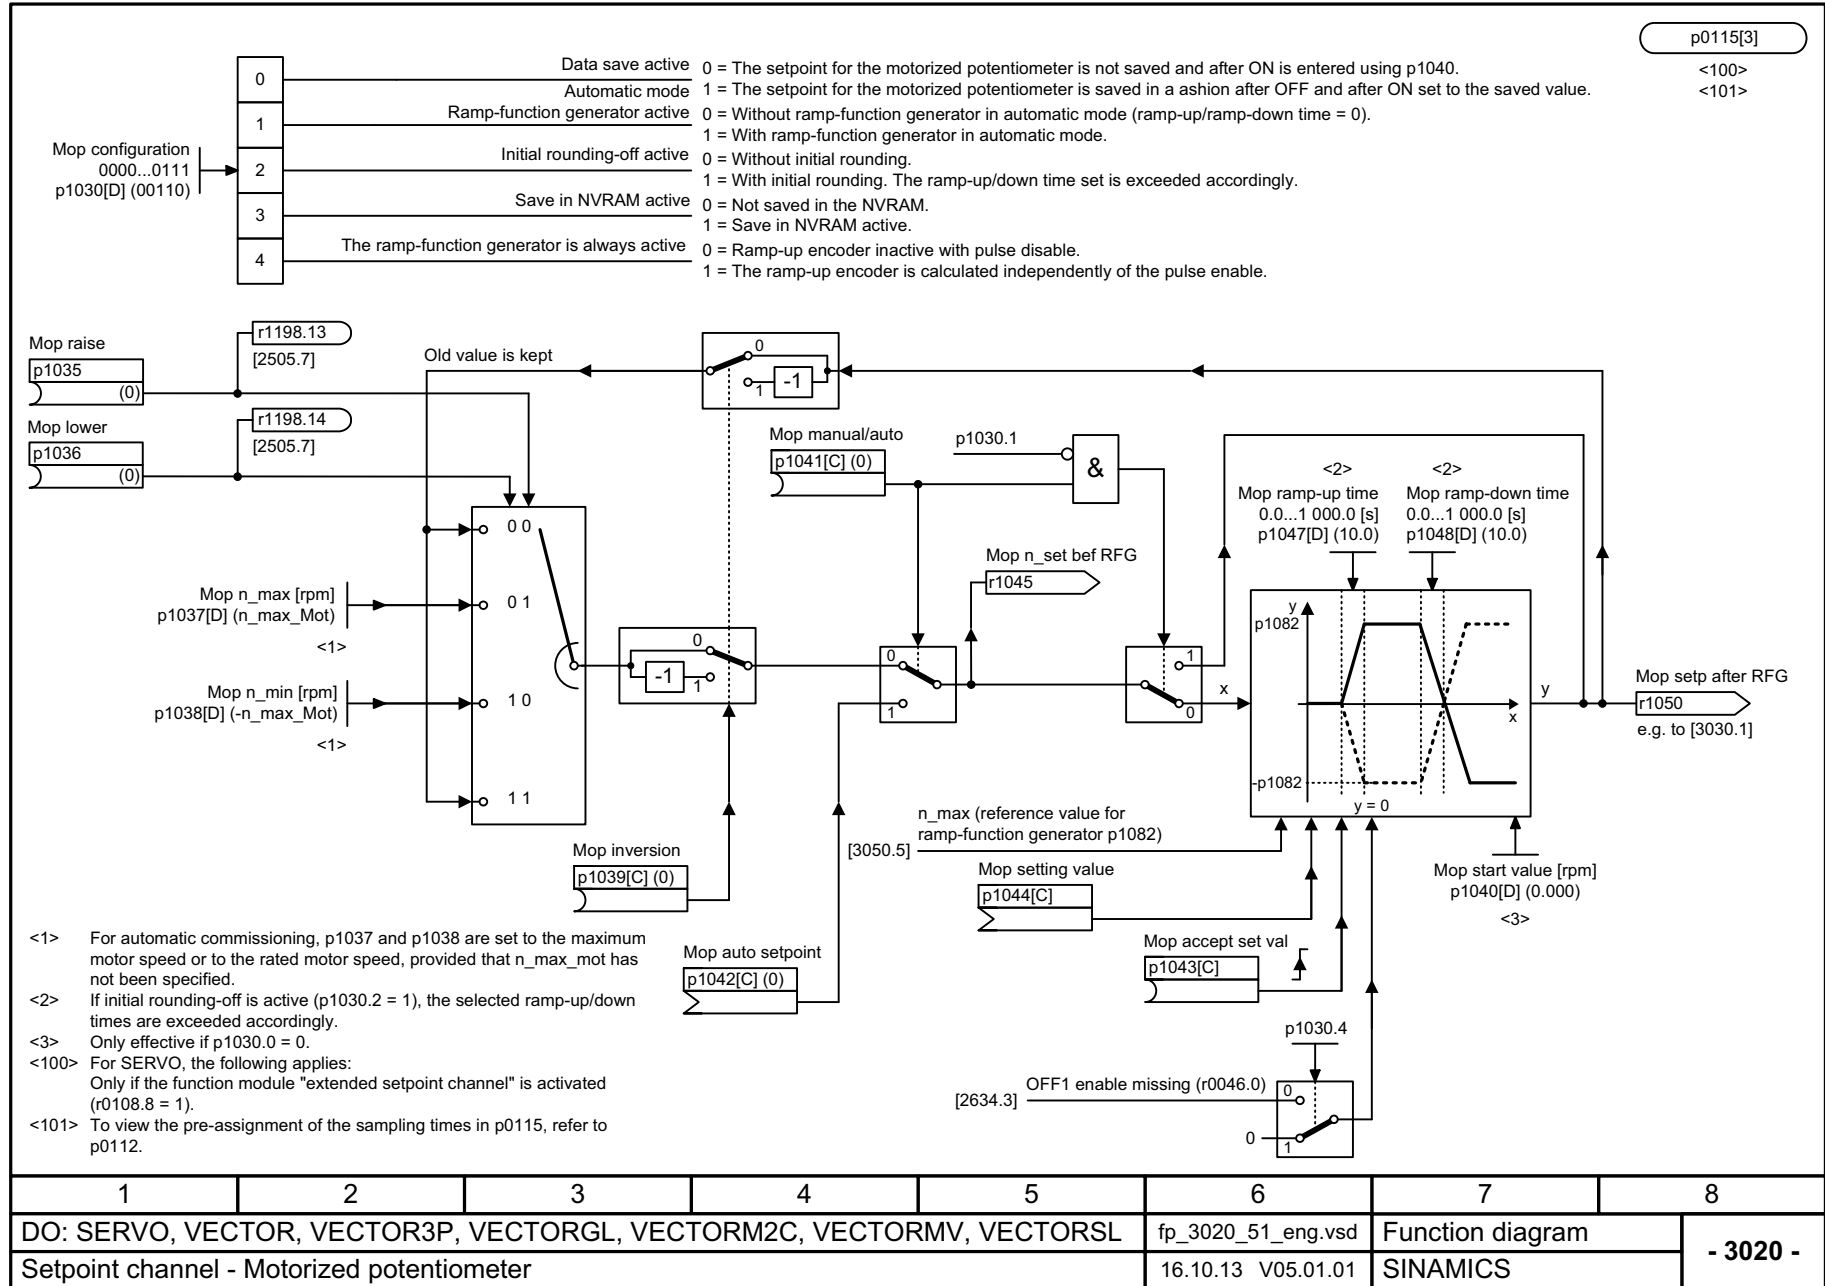 p0115[3]
<100>
<101>
Mop configuration
0000...0111
p1030[D] (00110)
0
1
2
3
4
Data save active
0 = The setpoint for the motorized potentiometer is not saved and after ON is entered using p1040.
Automatic mode
1 = The setpoint for the motorized potentiometer is saved in a ashion after OFF and after ON set to the saved value.
Ramp-function generator active
0 = Without ramp-function generator in automatic mode (ramp-up/ramp-down time = 0).
1 = With ramp-function generator in automatic mode.
Initial rounding-off active
0 = Without initial rounding.
1 = With initial rounding. The ramp-up/down time set is exceeded accordingly.
Save in NVRAM active
0 = Not saved in the NVRAM.
1 = Save in NVRAM active.
The ramp-function generator is always active
0 = Ramp-up encoder inactive with pulse disable.
1 = The ramp-up encoder is calculated independently of the pulse enable.
Mop raise
p1035
(0)
r1198.13
[2505.7]
Mop lower
p1036
(0)
r1198.14
[2505.7]
Old value is kept
0
1
-1
Mop manual/auto
p1041[C] (0)
p1030.1
&
<2>
Mop ramp-up time
0.0...1 000.0 [s]
p1047[D] (10.0)
<2>
Mop ramp-down time
0.0...1 000.0 [s]
p1048[D] (10.0)
Mop n_set bef RFG
r1045
0 0
0 1
1 0
1 1
Mop n_max [rpm]
p1037[D] (n_max_Mot)
<1>
Mop n_min [rpm]
p1038[D] (-n_max_Mot)
<1>
0
-1
1
0
1
1
0
x
y
p1082
x
-p1082
y = 0
y
Mop setp after RFG
r1050
e.g. to [3030.1]
Mop inversion
p1039[C] (0)
n_max (reference value for
ramp-function generator p1082)
[3050.5]
Mop setting value
p1044[C]
Mop start value [rpm]
p1040[D] (0.000)
<3>
Mop auto setpoint
p1042[C] (0)
Mop accept set val
p1043[C]
p1030.4
OFF1 enable missing (r0046.0)
[2634.3]
0
0
1
<1> For automatic commissioning, p1037 and p1038 are set to the maximum
motor speed or to the rated motor speed, provided that n_max_mot has
not been specified.
<2> If initial rounding-off is active (p1030.2 = 1), the selected ramp-up/down
times are exceeded accordingly.
<3> Only effective if p1030.0 = 0.
<100> For SERVO, the following applies:
Only if the function module "extended setpoint channel" is activated
(r0108.8 = 1).
<101> To view the pre-assignment of the sampling times in p0115, refer to
p0112.
1 2 3 4 5 6 7 8
DO: SERVO, VECTOR, VECTOR3P, VECTORGL, VECTORM2C, VECTORMV, VECTORSL
fp_3020_51_eng.vsd
Function diagram
- 3020 -
Setpoint channel - Motorized potentiometer
16.10.13 V05.01.01
SINAMICS